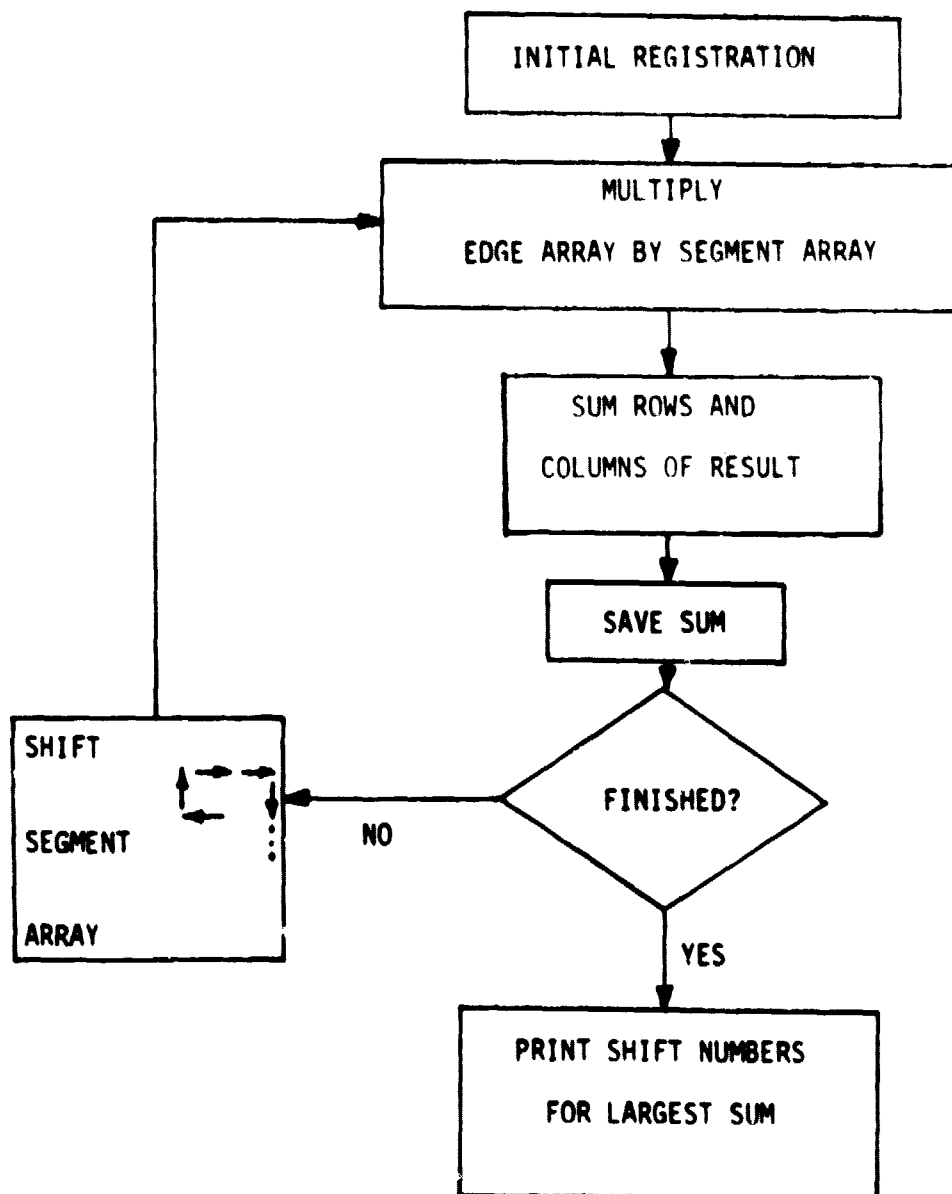 INITIAL REGISTRATION
MULTIPLY
EDGE ARRAY BY SEGMENT ARRAY
SUM ROWS AND
COLUMNS OF RESULT
SAVE SUM
FINISHED?
NO
SHIFT
SEGMENT
ARRAY
YES
PRINT SHIFT NUMBERS
FOR LARGEST SUM